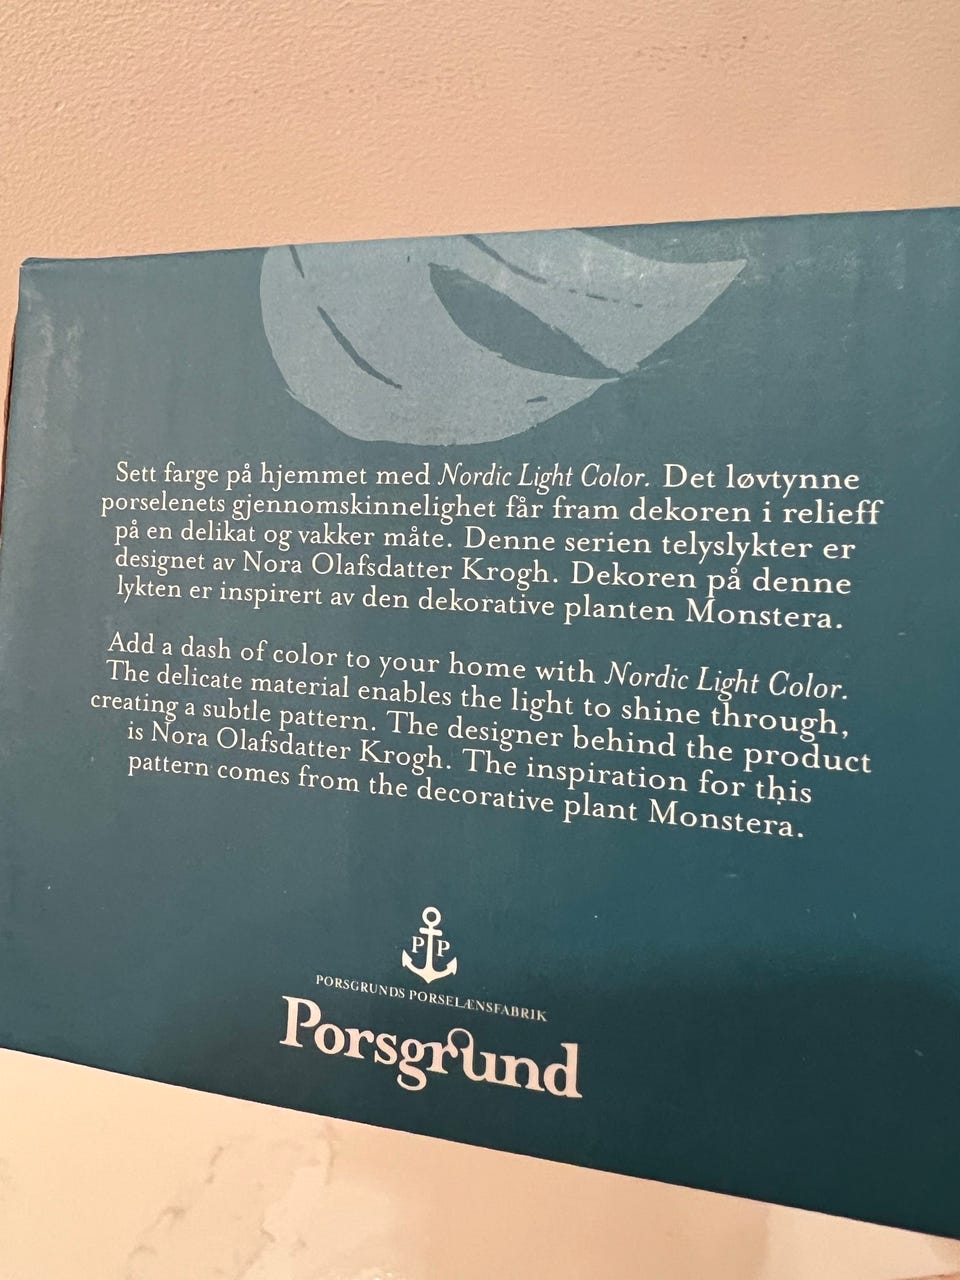 Sett farge på hjemmet med Nordic Light Color. Det løvtynne
porselenets gjennomskinnelighet får fram dekoren i relieff
på en delikat og vakker måte. Denne serien telyslykter er
designet av Nora Olafsdatter Krogh. Dekoren på denne
lykten er inspirert av den dekorative planten Monstera.
Add a dash of color to your home with Nordic Light Color.
The delicate material enables the light to shine through,
creating a subtle pattern. The designer behind the product
is Nora Olafsdatter Krogh. The inspiration for this
pattern comes from the decorative plant Monstera.
P P
PORSGRUNDS PORSELÆNSFABRIK
Porsgrund